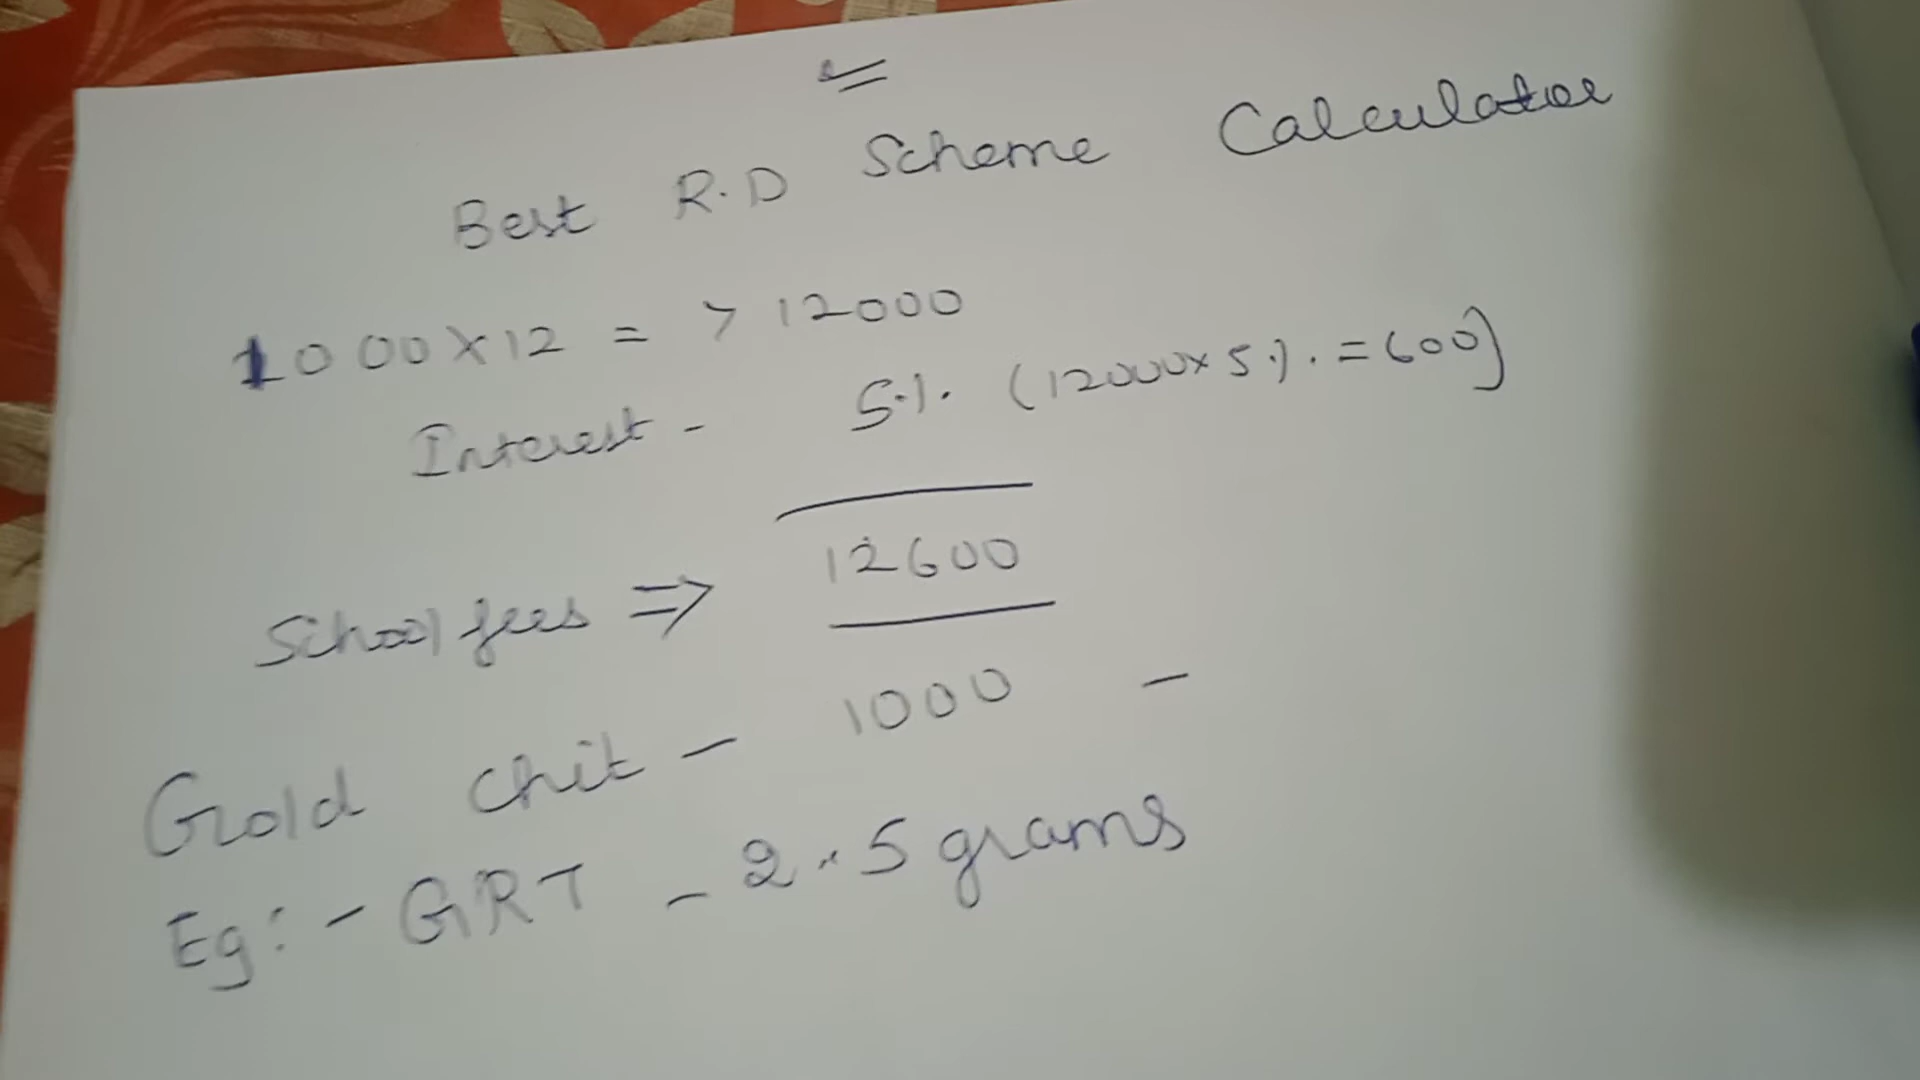 Best R.D Scheme Calculator
1000 x 12 = > 12000
Interest - 5% (12000 x 5% = 600)
12600
School fees =>
Gold chit - 1000 -
Eg:- GRT - 2.5 grams